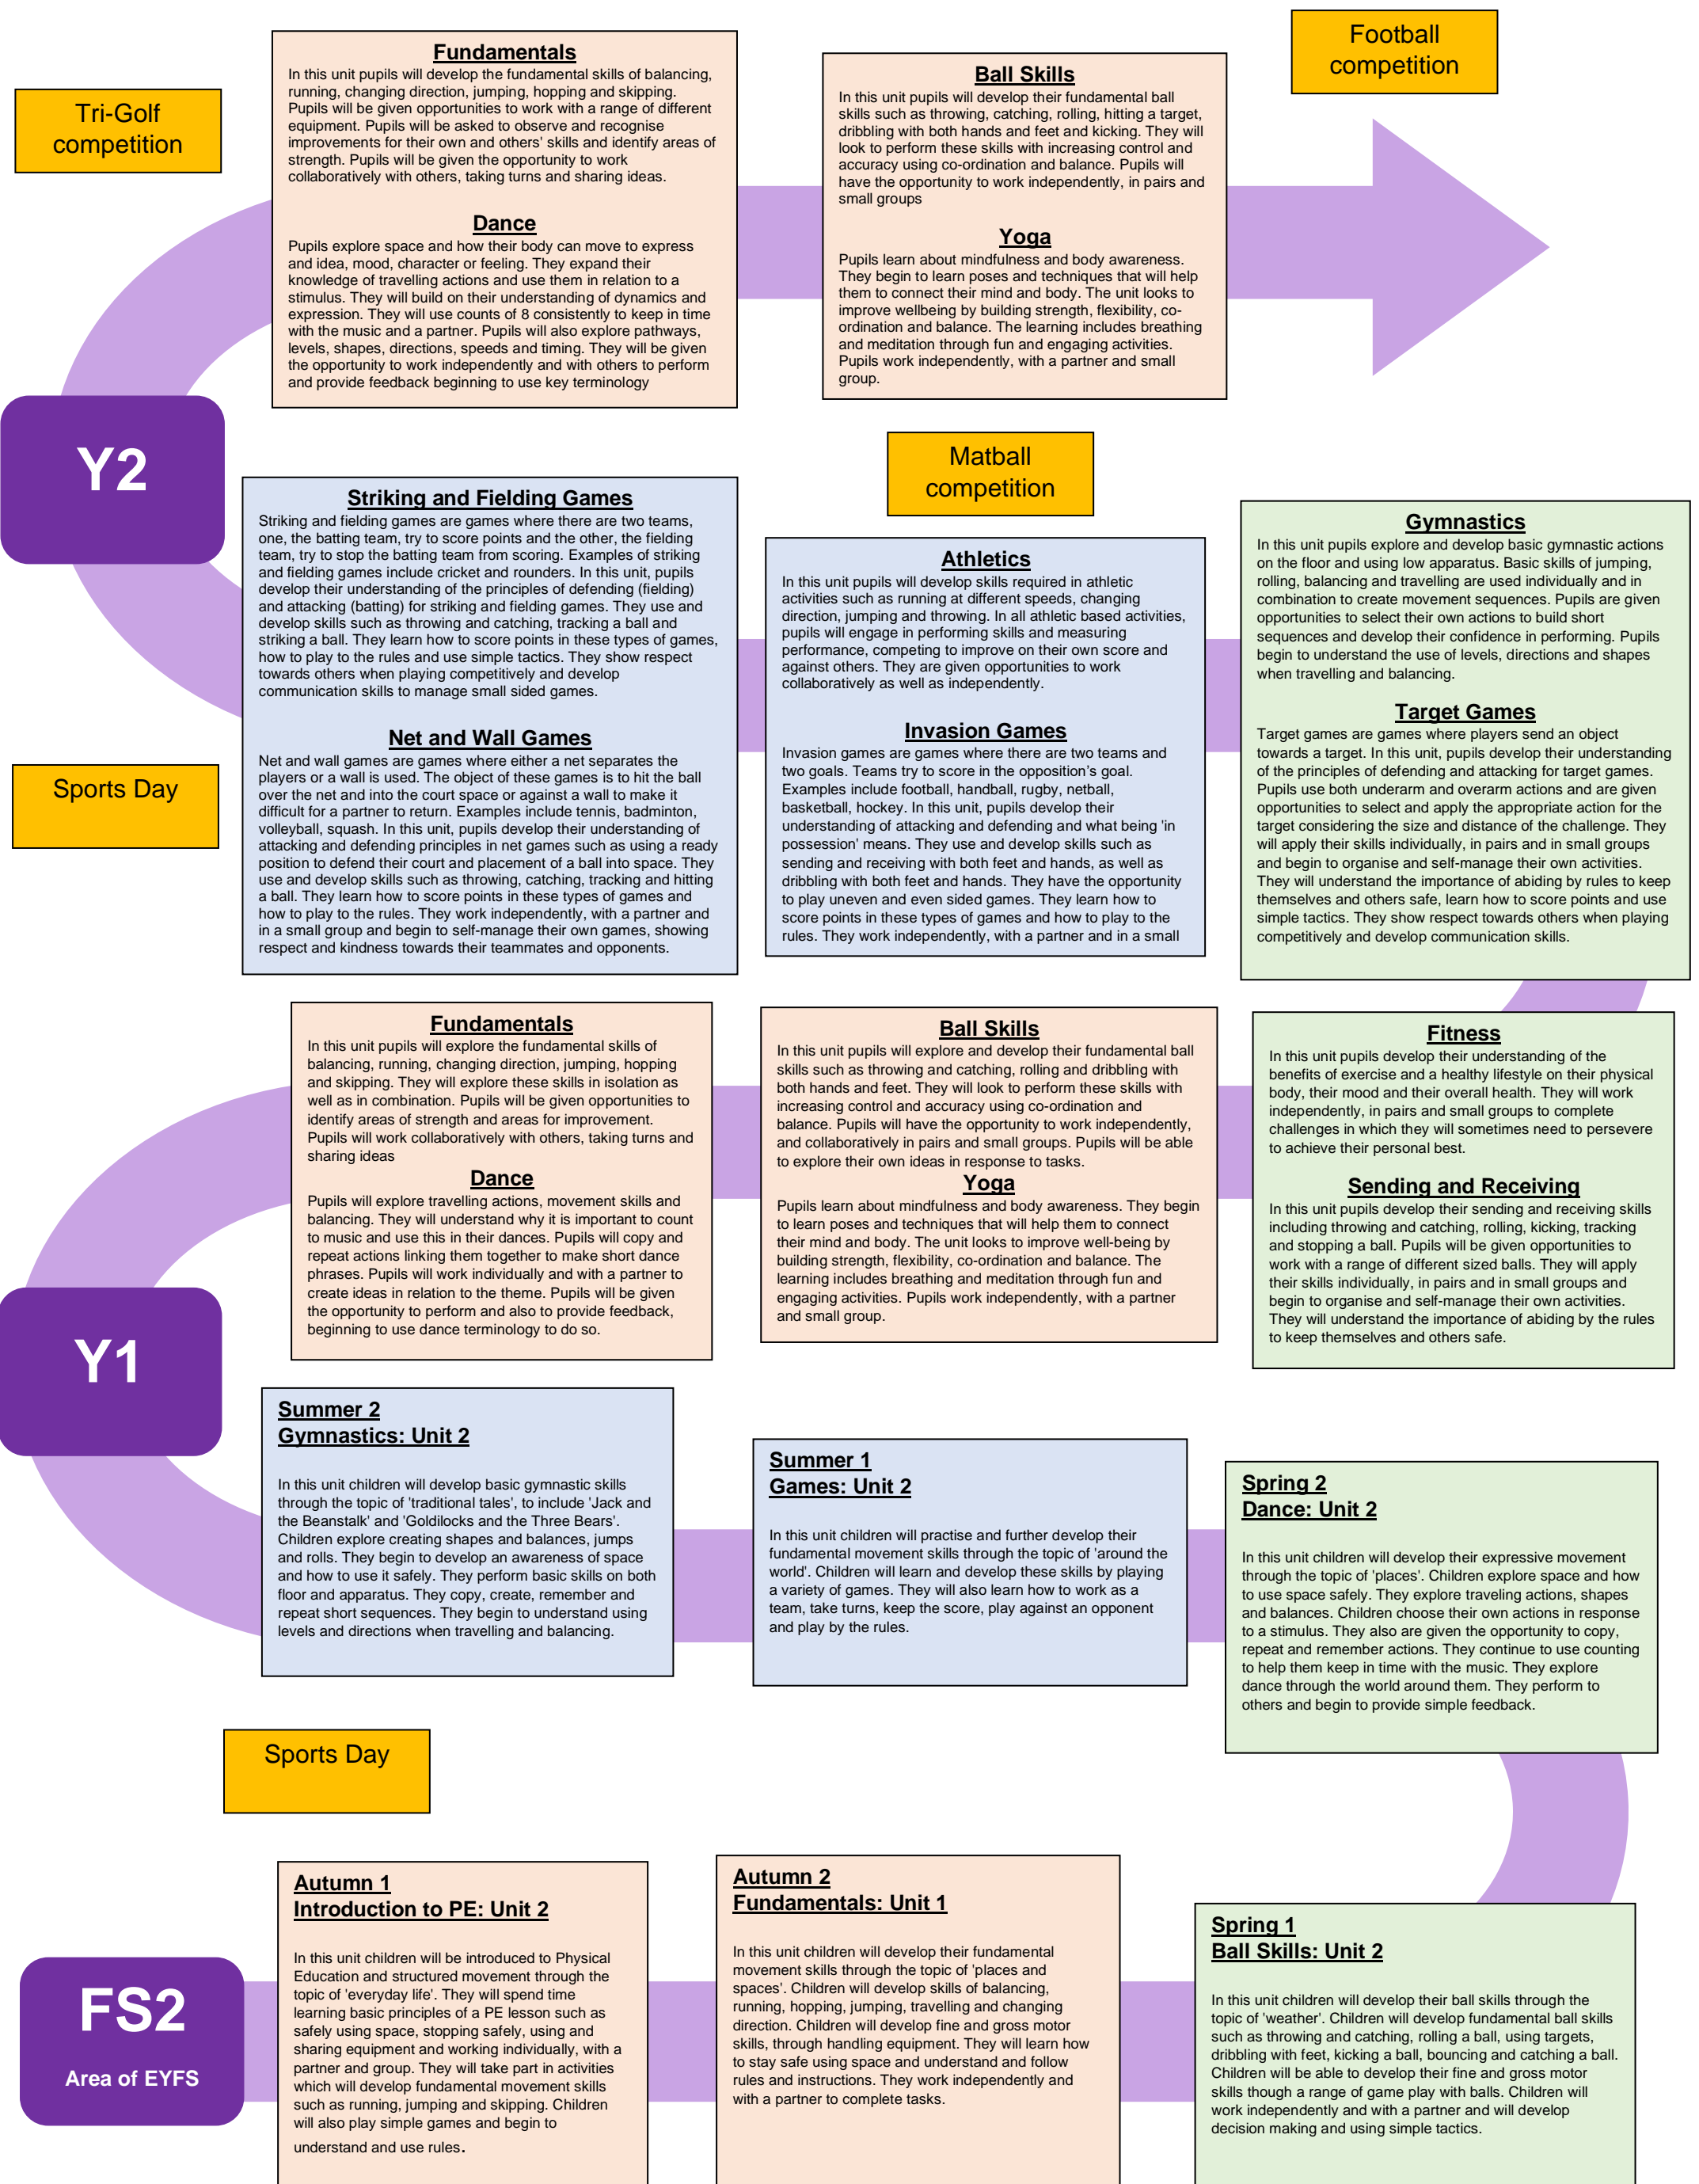 Football
competition
Tri-Golf
competition
Fundamentals
In this unit pupils will develop the fundamental skills of balancing,
running, changing direction, jumping, hopping and skipping.
Pupils will be given opportunities to work with a range of different
equipment. Pupils will be asked to observe and recognise
improvements for their own and others' skills and identify areas of
strength. Pupils will be given the opportunity to work
collaboratively with others, taking turns and sharing ideas.
Dance
Pupils explore space and how their body can move to express
and idea, mood, character or feeling. They expand their
knowledge of travelling actions and use them in relation to a
stimulus. They will build on their understanding of dynamics and
expression. They will use counts of 8 consistently to keep in time
with the music and a partner. Pupils will also explore pathways,
levels, shapes, directions, speeds and timing. They will be given
the opportunity to work independently and with others to perform
and provide feedback beginning to use key terminology
Ball Skills
In this unit pupils will develop their fundamental ball
skills such as throwing, catching, rolling, hitting a target,
dribbling with both hands and feet and kicking. They will
look to perform these skills with increasing control and
accuracy using co-ordination and balance. Pupils will
have the opportunity to work independently, in pairs and
small groups
Yoga
Pupils learn about mindfulness and body awareness.
They begin to learn poses and techniques that will help
them to connect their mind and body. The unit looks to
improve wellbeing by building strength, flexibility, co-
ordination and balance. The learning includes breathing
and meditation through fun and engaging activities.
Pupils work independently, with a partner and small
group.
Y2
Matball
competition
Striking and Fielding Games
Striking and fielding games are games where there are two teams,
one, the batting team, try to score points and the other, the fielding
team, try to stop the batting team from scoring. Examples of striking
and fielding games include cricket and rounders. In this unit, pupils
develop their understanding of the principles of defending (fielding)
and attacking (batting) for striking and fielding games. They use and
develop skills such as throwing and catching, tracking a ball and
striking a ball. They learn how to score points in these types of games,
how to play to the rules and use simple tactics. They show respect
towards others when playing competitively and develop
communication skills to manage small sided games.
Net and Wall Games
Net and wall games are games where either a net separates the
players or a wall is used. The object of these games is to hit the ball
over the net and into the court space or against a wall to make it
difficult for a partner to return. Examples include tennis, badminton,
volleyball, squash. In this unit, pupils develop their understanding of
attacking and defending principles in net games such as using a ready
position to defend their court and placement of a ball into space. They
use and develop skills such as throwing, catching, tracking and hitting
a ball. They learn how to score points in these types of games and
how to play to the rules. They work independently, with a partner and
in a small group and begin to self-manage their own games, showing
respect and kindness towards their teammates and opponents.
Athletics
In this unit pupils will develop skills required in athletic
activities such as running at different speeds, changing
direction, jumping and throwing. In all athletic based activities,
pupils will engage in performing skills and measuring
performance, competing to improve on their own score and
against others. They are given opportunities to work
collaboratively as well as independently.
Invasion Games
Invasion games are games where there are two teams and
two goals. Teams try to score in the opposition's goal.
Examples include football, handball, rugby, netball,
basketball, hockey. In this unit, pupils develop their
understanding of attacking and defending and what being 'in
possession' means. They use and develop skills such as
sending and receiving with both feet and hands, as well as
dribbling with both feet and hands. They have the opportunity
to play uneven and even sided games. They learn how to
score points in these types of games and how to play to the
rules. They work independently, with a partner and in a small
Gymnastics
In this unit pupils explore and develop basic gymnastic actions
on the floor and using low apparatus. Basic skills of jumping,
rolling, balancing and travelling are used individually and in
combination to create movement sequences. Pupils are given
opportunities to select their own actions to build short
sequences and develop their confidence in performing. Pupils
begin to understand the use of levels, directions and shapes
when travelling and balancing.
Target Games
Target games are games where players send an object
towards a target. In this unit, pupils develop their understanding
of the principles of defending and attacking for target games.
Pupils use both underarm and overarm actions and are given
opportunities to select and apply the appropriate action for the
target considering the size and distance of the challenge. They
will apply their skills individually, in pairs and in small groups
and begin to organise and self-manage their own activities.
They will understand the importance of abiding by rules to keep
themselves and others safe, learn how to score points and use
simple tactics. They show respect towards others when playing
competitively and develop communication skills.
Sports Day
Fundamentals
In this unit pupils will explore the fundamental skills of
balancing, running, changing direction, jumping, hopping
and skipping. They will explore these skills in isolation as
well as in combination. Pupils will be given opportunities to
identify areas of strength and areas for improvement.
Pupils will work collaboratively with others, taking turns and
sharing ideas
Dance
Pupils will explore travelling actions, movement skills and
balancing. They will understand why it is important to count
to music and use this in their dances. Pupils will copy and
repeat actions linking them together to make short dance
phrases. Pupils will work individually and with a partner to
create ideas in relation to the theme. Pupils will be given
the opportunity to perform and also to provide feedback,
beginning to use dance terminology to do so.
Ball Skills
In this unit pupils will explore and develop their fundamental ball
skills such as throwing and catching, rolling and dribbling with
both hands and feet. They will look to perform these skills with
increasing control and accuracy using co-ordination and
balance. Pupils will have the opportunity to work independently,
and collaboratively in pairs and small groups. Pupils will be able
to explore their own ideas in response to tasks.
Yoga
Pupils learn about mindfulness and body awareness. They begin
to learn poses and techniques that will help them to connect
their mind and body. The unit looks to improve well-being by
building strength, flexibility, co-ordination and balance. The
learning includes breathing and meditation through fun and
engaging activities. Pupils work independently, with a partner
and small group.
Fitness
In this unit pupils develop their understanding of the
benefits of exercise and a healthy lifestyle on their physical
body, their mood and their overall health. They will work
independently, in pairs and small groups to complete
challenges in which they will sometimes need to persevere
to achieve their personal best.
Sending and Receiving
In this unit pupils develop their sending and receiving skills
including throwing and catching, rolling, kicking, tracking
and stopping a ball. Pupils will be given opportunities to
work with a range of different sized balls. They will apply
their skills individually, in pairs and in small groups and
begin to organise and self-manage their own activities.
They will understand the importance of abiding by the rules
to keep themselves and others safe.
Y1
Summer 2
Gymnastics: Unit 2
In this unit children will develop basic gymnastic skills
through the topic of 'traditional tales', to include 'Jack and
the Beanstalk' and 'Goldilocks and the Three Bears'.
Children explore creating shapes and balances, jumps
and rolls. They begin to develop an awareness of space
and how to use it safely. They perform basic skills on both
floor and apparatus. They copy, create, remember and
repeat short sequences. They begin to understand using
levels and directions when travelling and balancing.
Summer 1
Games: Unit 2
In this unit children will practise and further develop their
fundamental movement skills through the topic of 'around the
world'. Children will learn and develop these skills by playing
a variety of games. They will also learn how to work as a
team, take turns, keep the score, play against an opponent
and play by the rules.
Spring 2
Dance: Unit 2
In this unit children will develop their expressive movement
through the topic of 'places'. Children explore space and how
to use space safely. They explore traveling actions, shapes
and balances. Children choose their own actions in response
to a stimulus. They also are given the opportunity to copy,
repeat and remember actions. They continue to use counting
to help them keep in time with the music. They explore
dance through the world around them. They perform to
others and begin to provide simple feedback.
Sports Day
Autumn 1
Introduction to PE: Unit 2
In this unit children will be introduced to Physical
Education and structured movement through the
topic of 'everyday life'. They will spend time
learning basic principles of a PE lesson such as
safely using space, stopping safely, using and
sharing equipment and working individually, with a
partner and group. They will take part in activities
which will develop fundamental movement skills
such as running, jumping and skipping. Children
will also play simple games and begin to
understand and use rules.
Autumn 2
Fundamentals: Unit 1
In this unit children will develop their fundamental
movement skills through the topic of 'places and
spaces'. Children will develop skills of balancing,
running, hopping, jumping, travelling and changing
direction. Children will develop fine and gross motor
skills, through handling equipment. They will learn how
to stay safe using space and understand and follow
rules and instructions. They work independently and
with a partner to complete tasks.
Spring 1
Ball Skills: Unit 2
In this unit children will develop their ball skills through the
topic of 'weather'. Children will develop fundamental ball skills
such as throwing and catching, rolling a ball, using targets,
dribbling with feet, kicking a ball, bouncing and catching a ball.
Children will be able to develop their fine and gross motor
skills though a range of game play with balls. Children will
work independently and with a partner and will develop
decision making and using simple tactics.
FS2
Area of EYFS